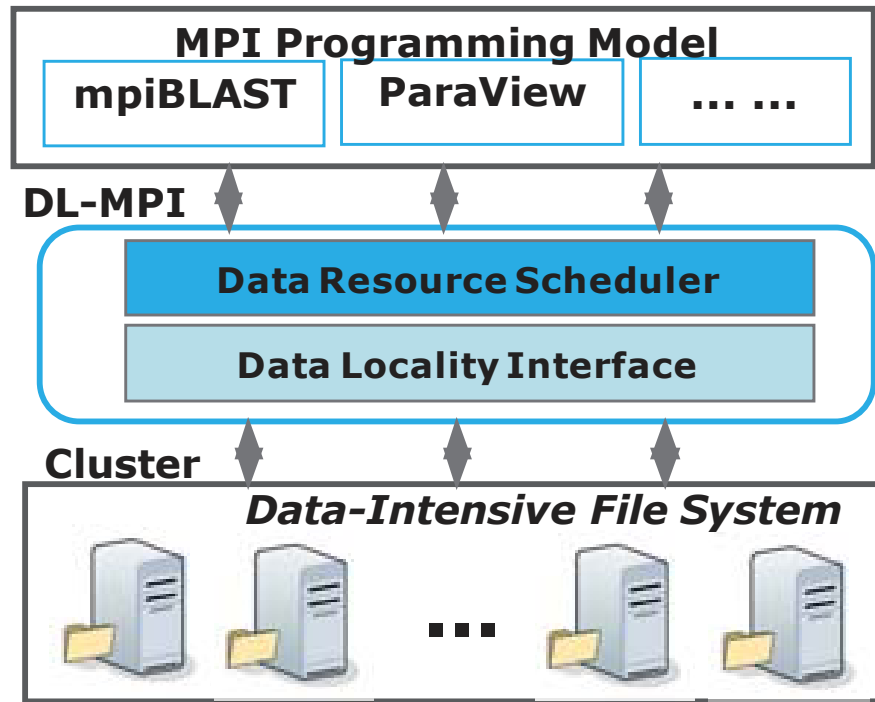 MPI Programming Model
mpiBLAST ParaView ... ...
DL-MPI
Data Resource Scheduler
Data Locality Interface
Cluster
Data-Intensive File System
...